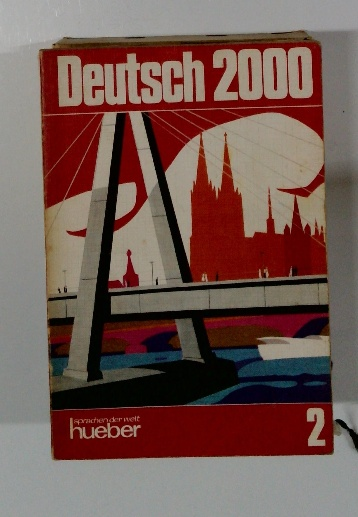 Deutsch 2000
sprachen der welt
hueber
2